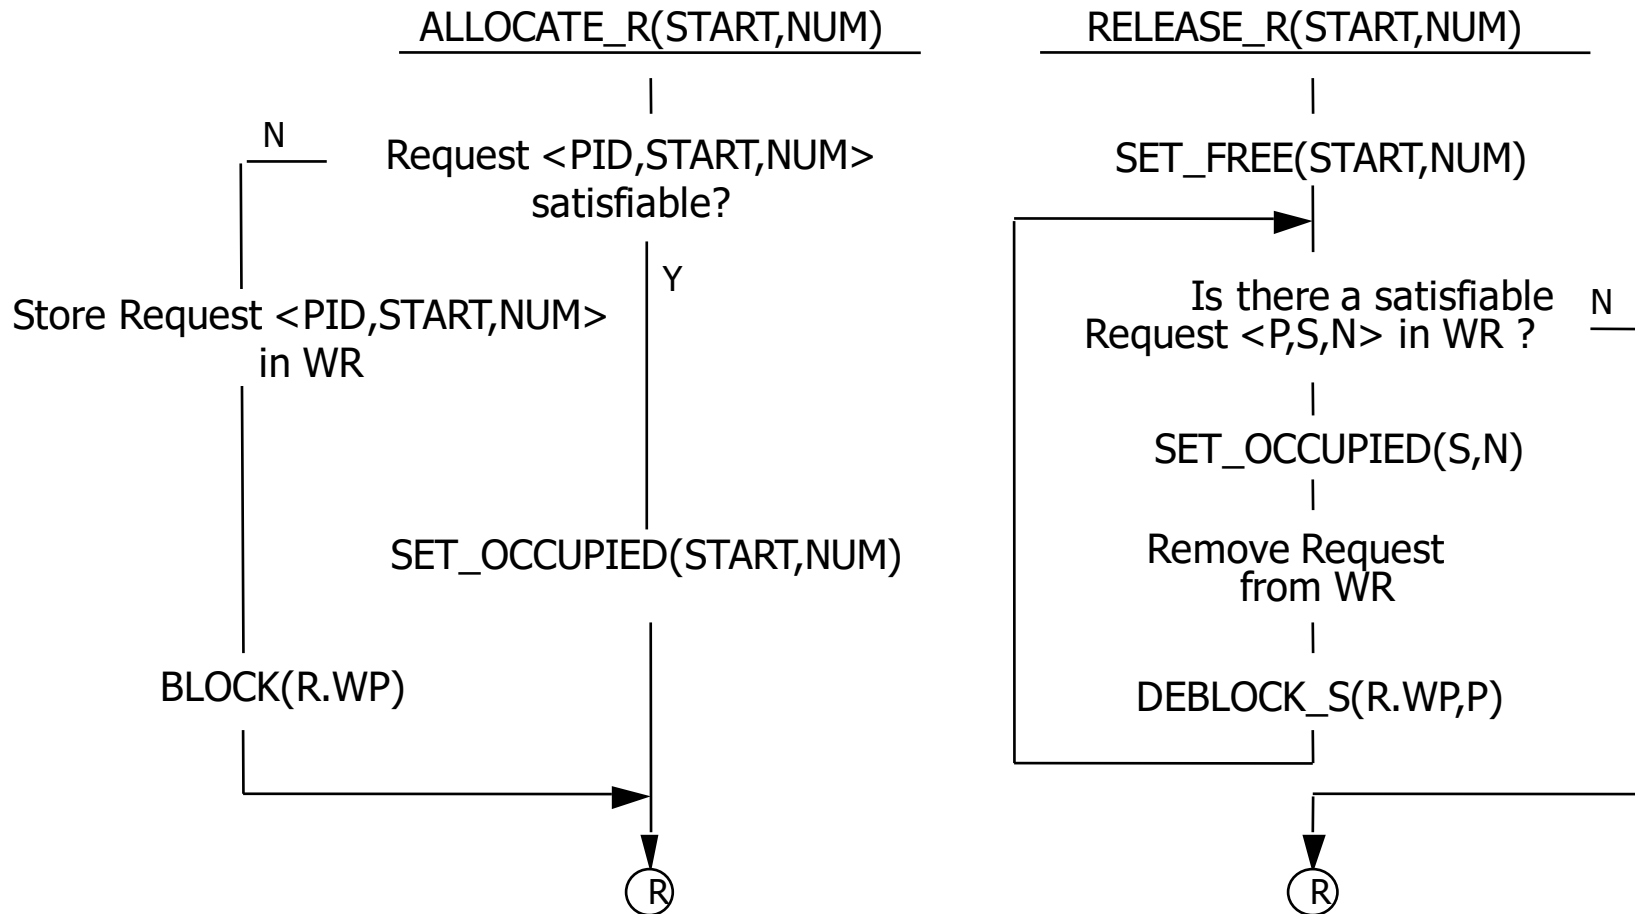 ALLOCATE_R(START,NUM)
N
Request <PID,START,NUM>
satisfiable?
Y
Store Request <PID,START,NUM>
in WR
SET_OCCUPIED(START,NUM)
BLOCK(R.WP)
R
RELEASE_R(START,NUM)
SET_FREE(START,NUM)
Is there a satisfiable
Request <P,S,N> in WR ?
N
SET_OCCUPIED(S,N)
Remove Request
from WR
DEBLOCK_S(R.WP,P)
R